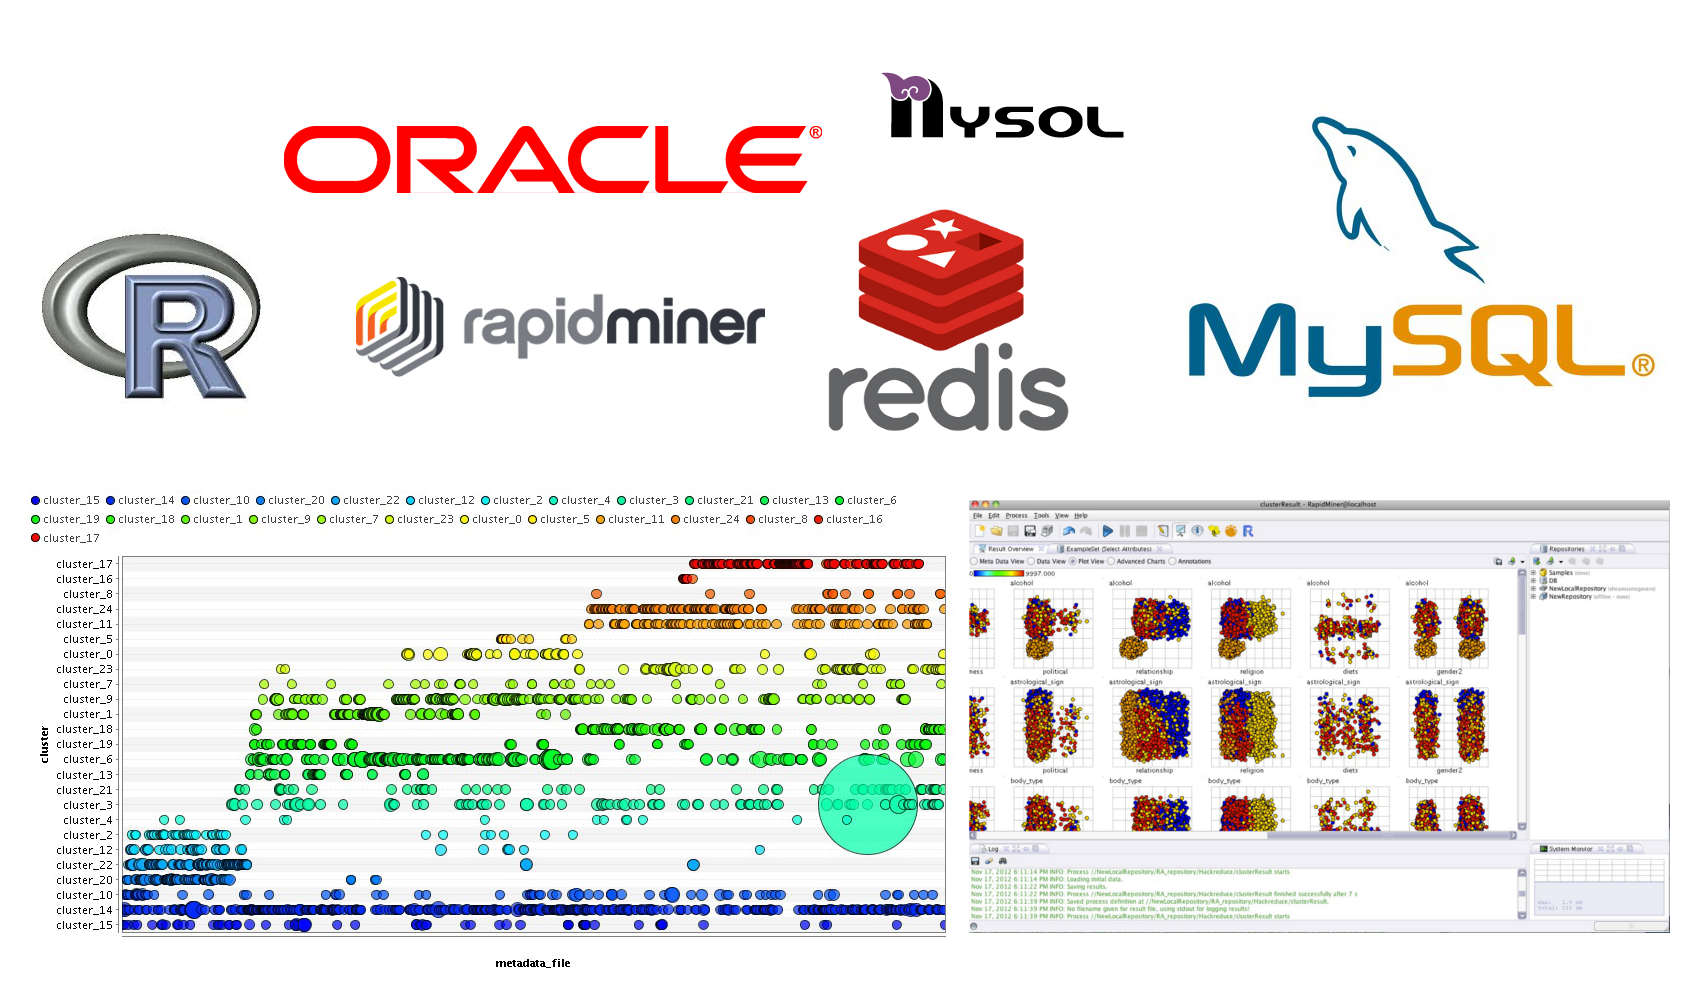 NYSOL
ORACLE®
R
rapidminer
redis
MySQL®
cluster_15 cluster_14 cluster_10 cluster_20 cluster_22 cluster_12 cluster_2 cluster_4 cluster_3 cluster_21 cluster_13 cluster_6
cluster_19 cluster_18 cluster_1 cluster_9 cluster_7 cluster_23 cluster_0 cluster_5 cluster_11 cluster_24 cluster_8 cluster_16
cluster_17
cluster_17
cluster_16
cluster_8
cluster_24
cluster_11
cluster_5
cluster_0
cluster_23
cluster_7
cluster_9
cluster_1
cluster_18
cluster_19
cluster_6
cluster_13
cluster_21
cluster_3
cluster_4
cluster_2
cluster_12
cluster_22
cluster_20
cluster_10
cluster_14
cluster_15
cluster
metadata_file
clusterResult – RapidMiner@localhost
File Edit Process Tools View Help
R
Result Overview ExampleSet (Select Attributes)
Meta Data View Data View Plot View Advanced Charts Annotations
9997.000
alcohol alcohol alcohol alcohol alcohol
ness political relationship religion diets gender2
astrological_sign astrological_sign astrological_sign astrological_sign astrological_sign
ness political relationship religion diets gender2
body_type body_type body_type body_type body_type
Repositories
Samples (none)
DB
NewLocalRepository
NewRepository (offline - none)
Log
Nov 17, 2012 6:11:14 PM INFO: Process //NewLocalRepository/RA_repository/Hackreduce/clusterResult starts
Nov 17, 2012 6:11:14 PM INFO: Loading initial data.
Nov 17, 2012 6:11:22 PM INFO: Saving results.
Nov 17, 2012 6:11:22 PM INFO: Process //NewLocalRepository/RA_repository/Hackreduce/clusterResult finished successfully after 7 s
Nov 17, 2012 6:11:39 PM INFO: Saved process definition at //NewLocalRepository/RA_repository/Hackreduce/clusterResult.
Nov 17, 2012 6:11:39 PM INFO: No filename given for result file, using stdout for logging results!
Nov 17, 2012 6:11:39 PM INFO: Process //NewLocalRepository/RA_repository/Hackreduce/clusterResult starts
System Monitor